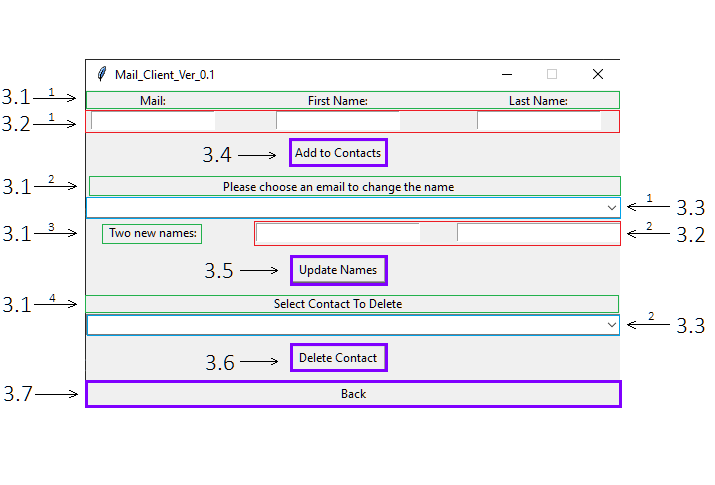 Mail_Client_Ver_0.1
3.1 1 Mail: First Name: Last Name:
3.2 1
3.4 Add to Contacts
3.1 2 Please choose an email to change the name
1 3.3
3.1 3 Two new names: 2 3.2
3.5 Update Names
3.1 4 Select Contact To Delete
2 3.3
3.6 Delete Contact
3.7 Back